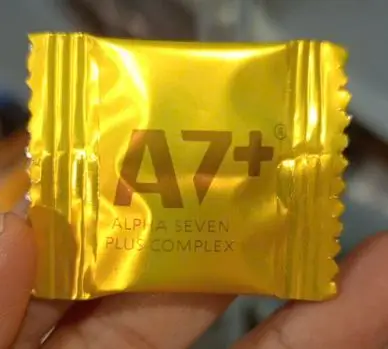 A7+®
ALPHA SEVEN
PLUS COMPLEX